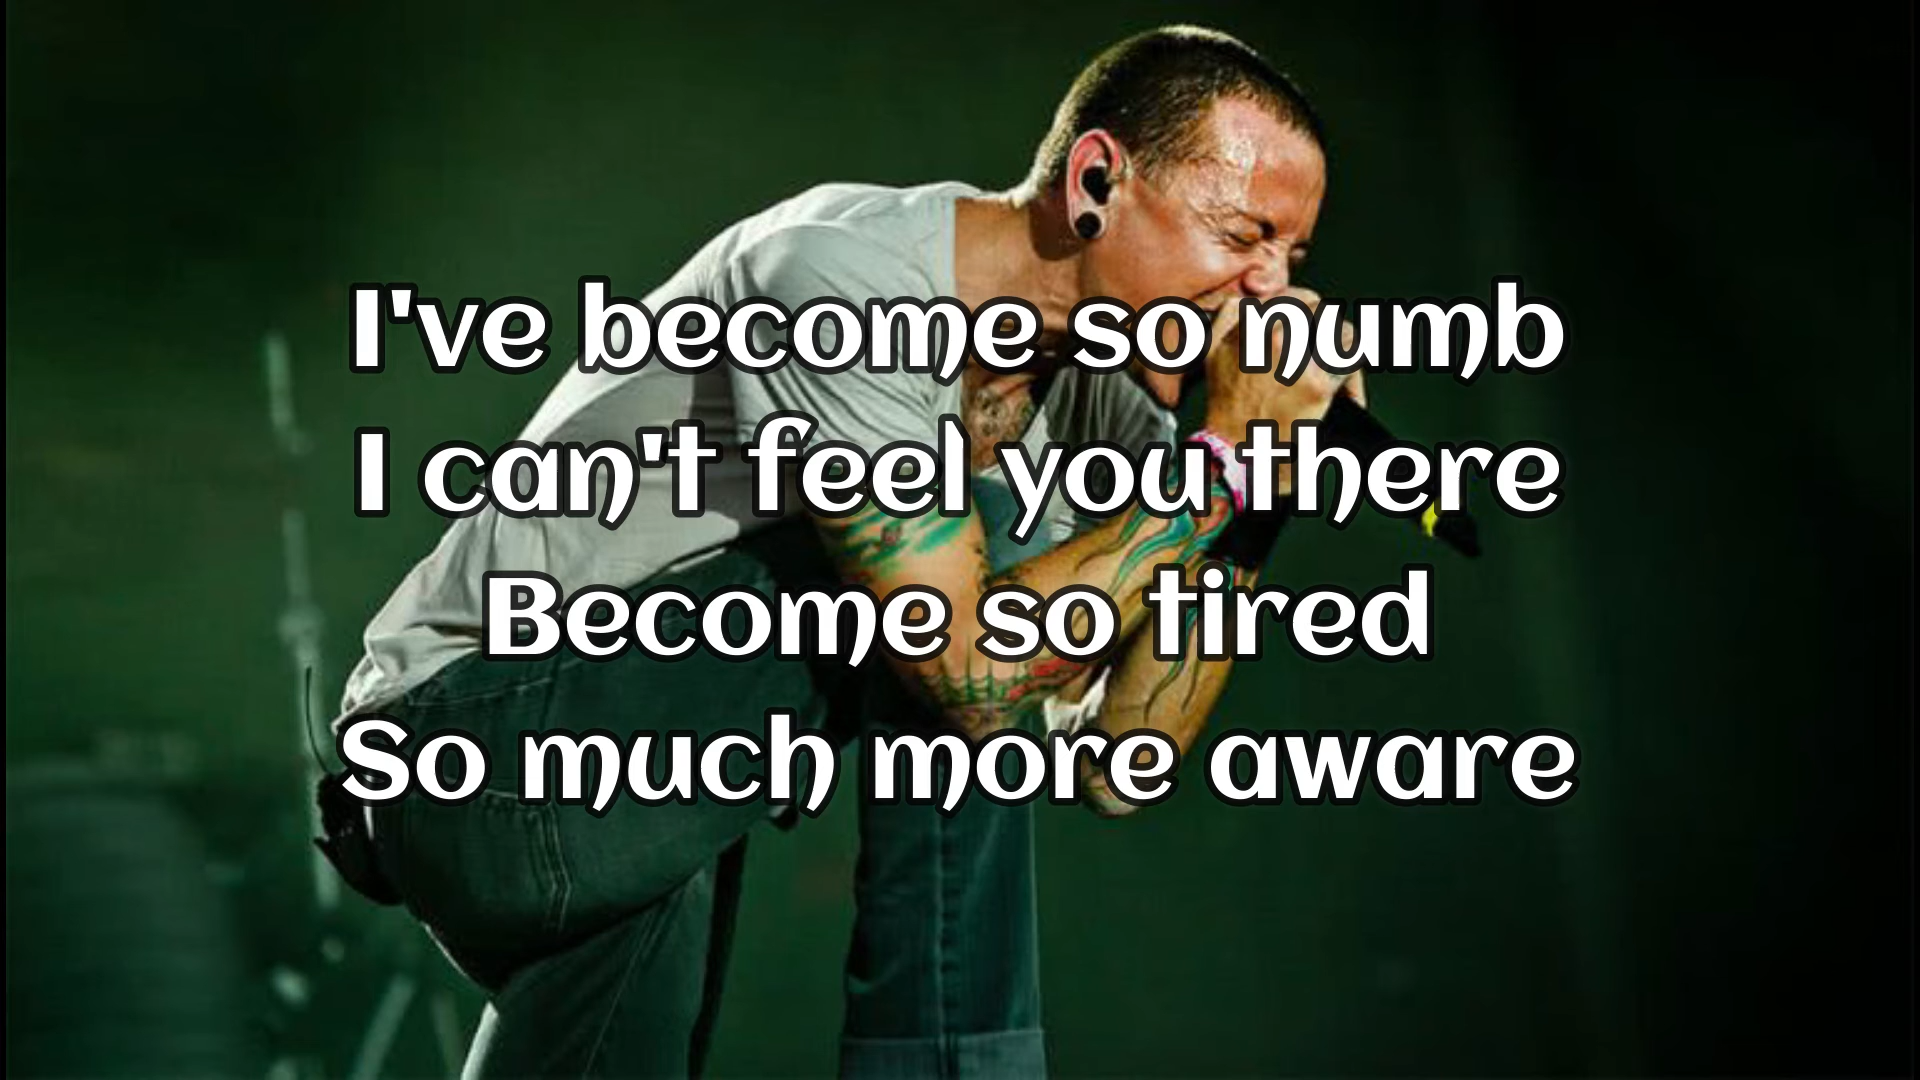 I've become so numb
I can't feel you there
Become so tired
So much more aware